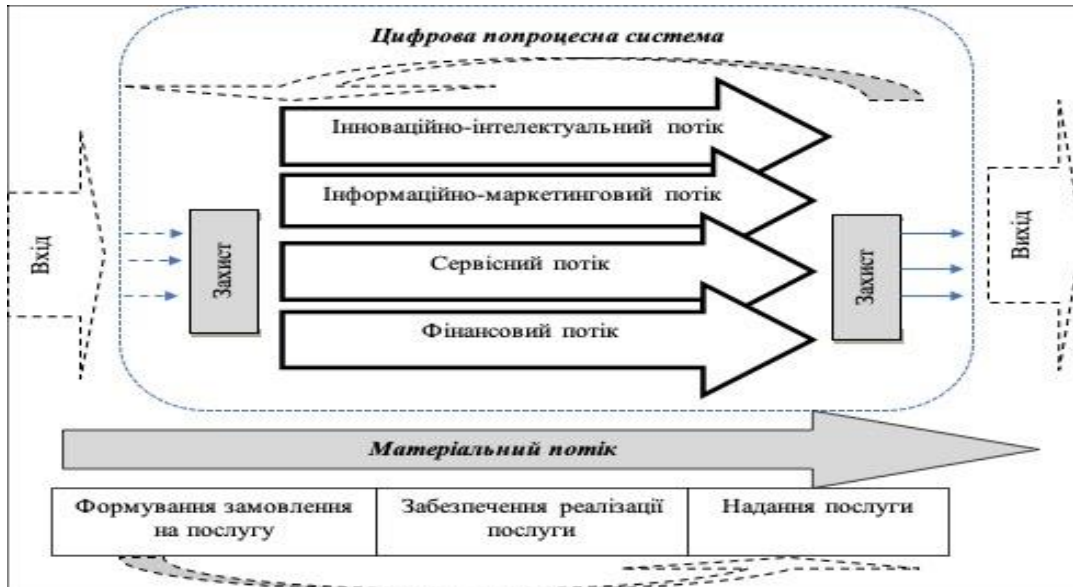 Цифрова попроцесна система
Інноваційно-інтелектуальний потік
Інформаційно-маркетинговий потік
Сервісний потік
Фінансовий потік
Вхід
Захист
Захист
Вихід
Матеріальний потік
Формування замовлення
на послугу
Забезпечення реалізації
послуги
Надання послуги